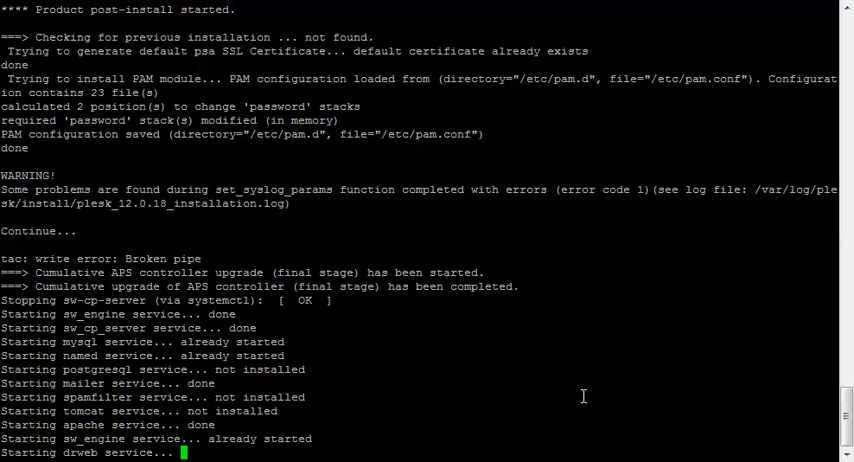 **** Product post-install started.
===> Checking for previous installation ... not found.
Trying to generate default psa SSL Certificate... default certificate already exists
done
Trying to install PAM module... PAM configuration loaded from (directory="/etc/pam.d", file="/etc/pam.conf"). Configurat
ion contains 23 file(s)
calculated 2 position(s) to change 'password' stacks
required 'password' stack(s) modified (in memory)
PAM configuration saved (directory="/etc/pam.d", file="/etc/pam.conf")
done
WARNING!
Some problems are found during set_syslog_params function completed with errors (error code 1)(see log file: /var/log/ple
sk/install/plesk_12.0.18_installation.log)
Continue...
tac: write error: Broken pipe
===> Cumulative APS controller upgrade (final stage) has been started.
===> Cumulative upgrade of APS controller (final stage) has been completed.
Stopping sw-cp-server (via systemctl):  [  OK  ]
Starting sw_engine service... done
Starting sw_cp_server service... done
Starting mysql service... already started
Starting named service... already started
Starting postgresql service... not installed
Starting mailer service... done
Starting spamfilter service... not installed
Starting tomcat service... not installed
Starting apache service... done
Starting sw_engine service... already started
Starting drweb service...